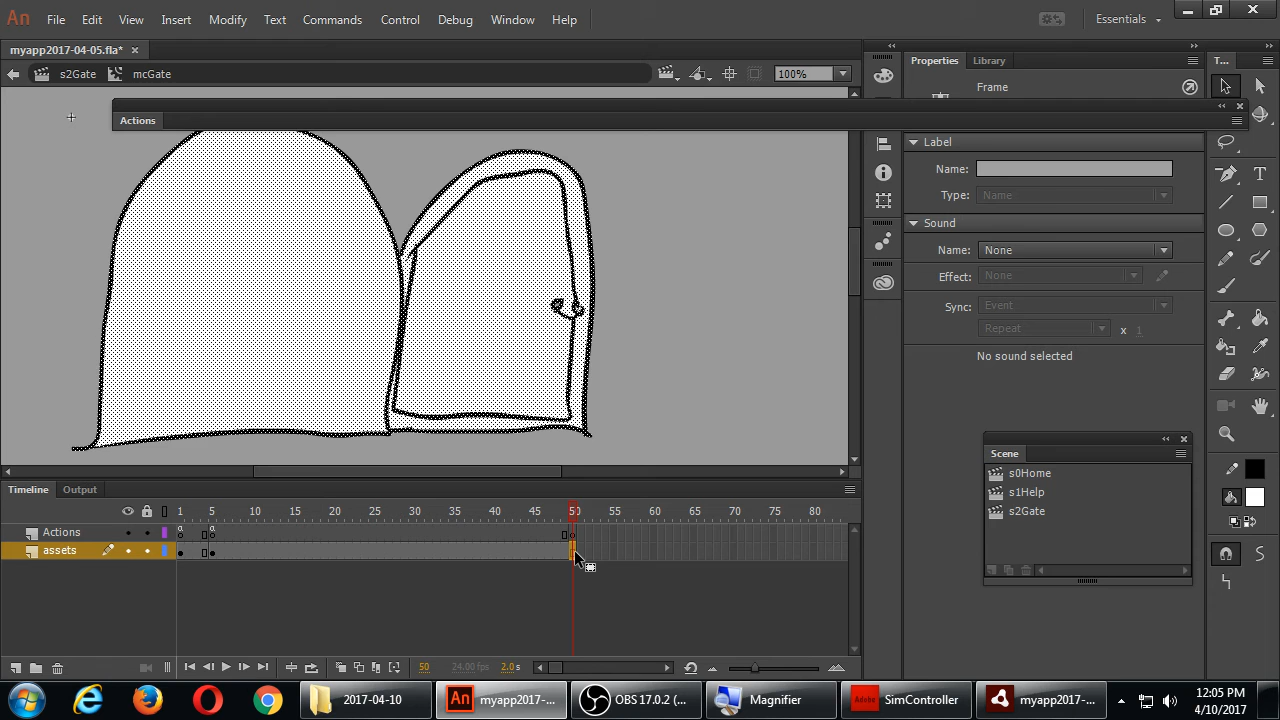 An File Edit View Insert Modify Text Commands Control Debug Window Help Essentials
myapp2017-04-05.fla* ×
s2Gate mcGate 100%
Actions
Properties Library T...
Frame
Label
Name:
Type: Name
Sound
Name: None
Effect: None
Sync: Event
Repeat x 1
No sound selected
Scene
s0Home
s1Help
s2Gate
Timeline Output
1 5 10 15 20 25 30 35 40 45 50 55 60 65 70 75 80
Actions
assets
50 24.00 fps 2.0 s
2017-04-10 An myapp2017-... OBS 17.0.2 (... Magnifier Adobe SimController myapp2017-...
12:05 PM
4/10/2017